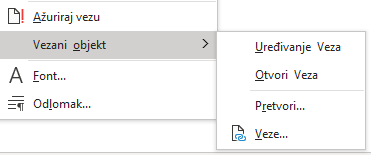 Ažuriraj vezu
Vezani objekt
Font...
Odlomak...
Uređivanje Veza
Otvori Veza
Pretvori...
Veze...